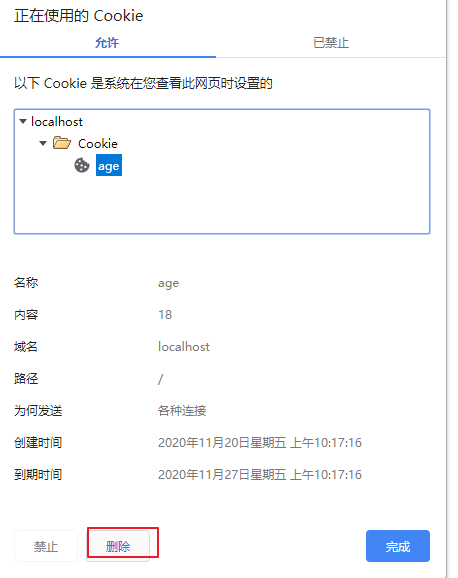 正在使用的 Cookie
允许 已禁止
以下 Cookie 是系统在您查看此网页时设置的
localhost
Cookie
age
名称 age
内容 18
域名 localhost
路径 /
为何发送 各种连接
创建时间 2020年11月20日星期五 上午10:17:16
到期时间 2020年11月27日星期五 上午10:17:16
禁止 删除 完成